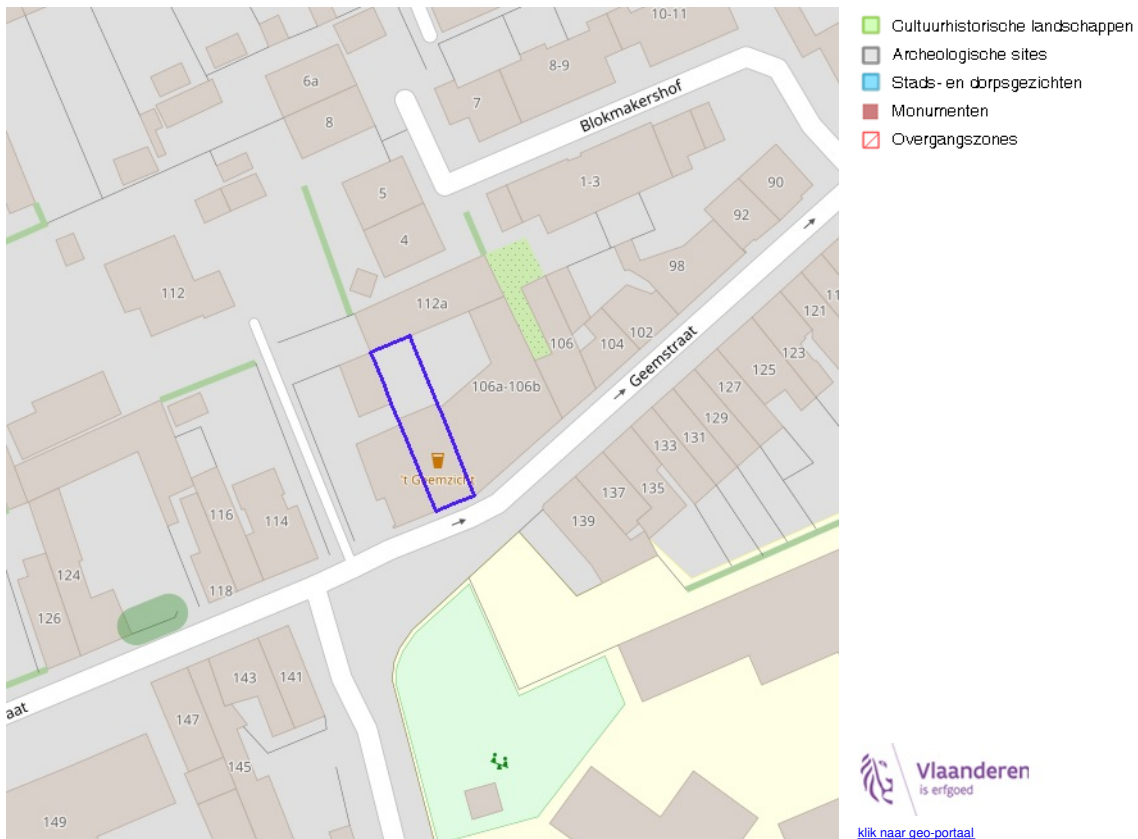 10-11
8-9
6a
7
8
Blokmakershof
1-3
5
90
4
92
98
112
112a
106
102
104
121
123
Geemstraat
125
127
106a-106b
129
131
133
't Geemzicht
137
135
116
139
114
124
118
126
143
141
147
145
149
Cultuurhistorische landschappen
Archeologische sites
Stads- en dorpsgezichten
Monumenten
Overgangszones
Vlaanderen
is erfgoed
klik naar geo-portaal